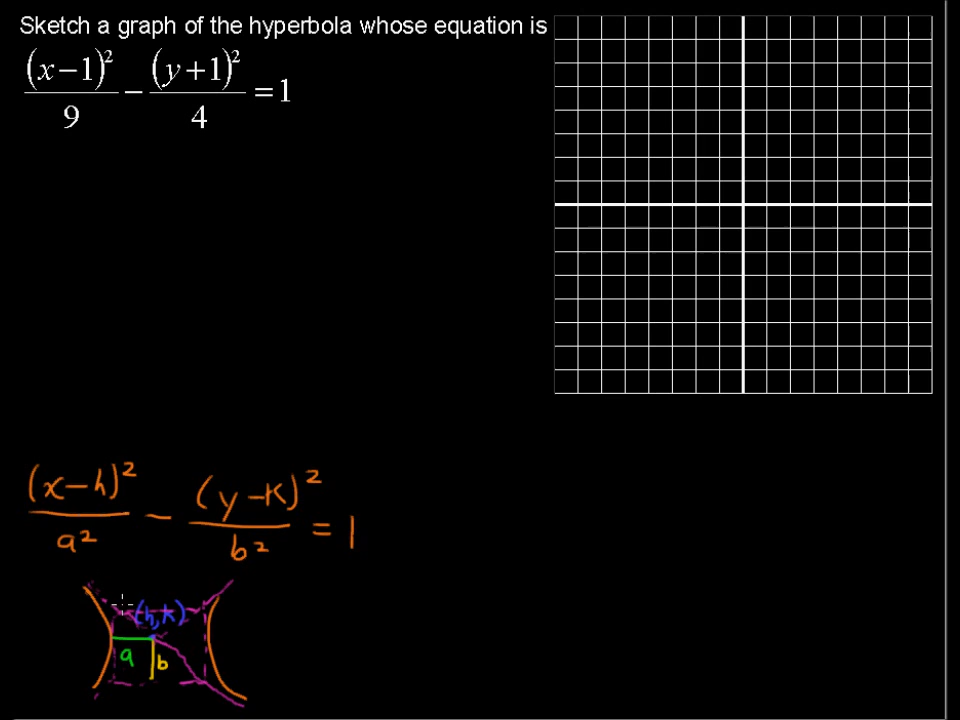 Sketch a graph of the hyperbola whose equation is
(x−1)²/9 − (y+1)²/4 = 1
(x−h)²/a² − (y−k)²/b² = 1
(h,k)
a b